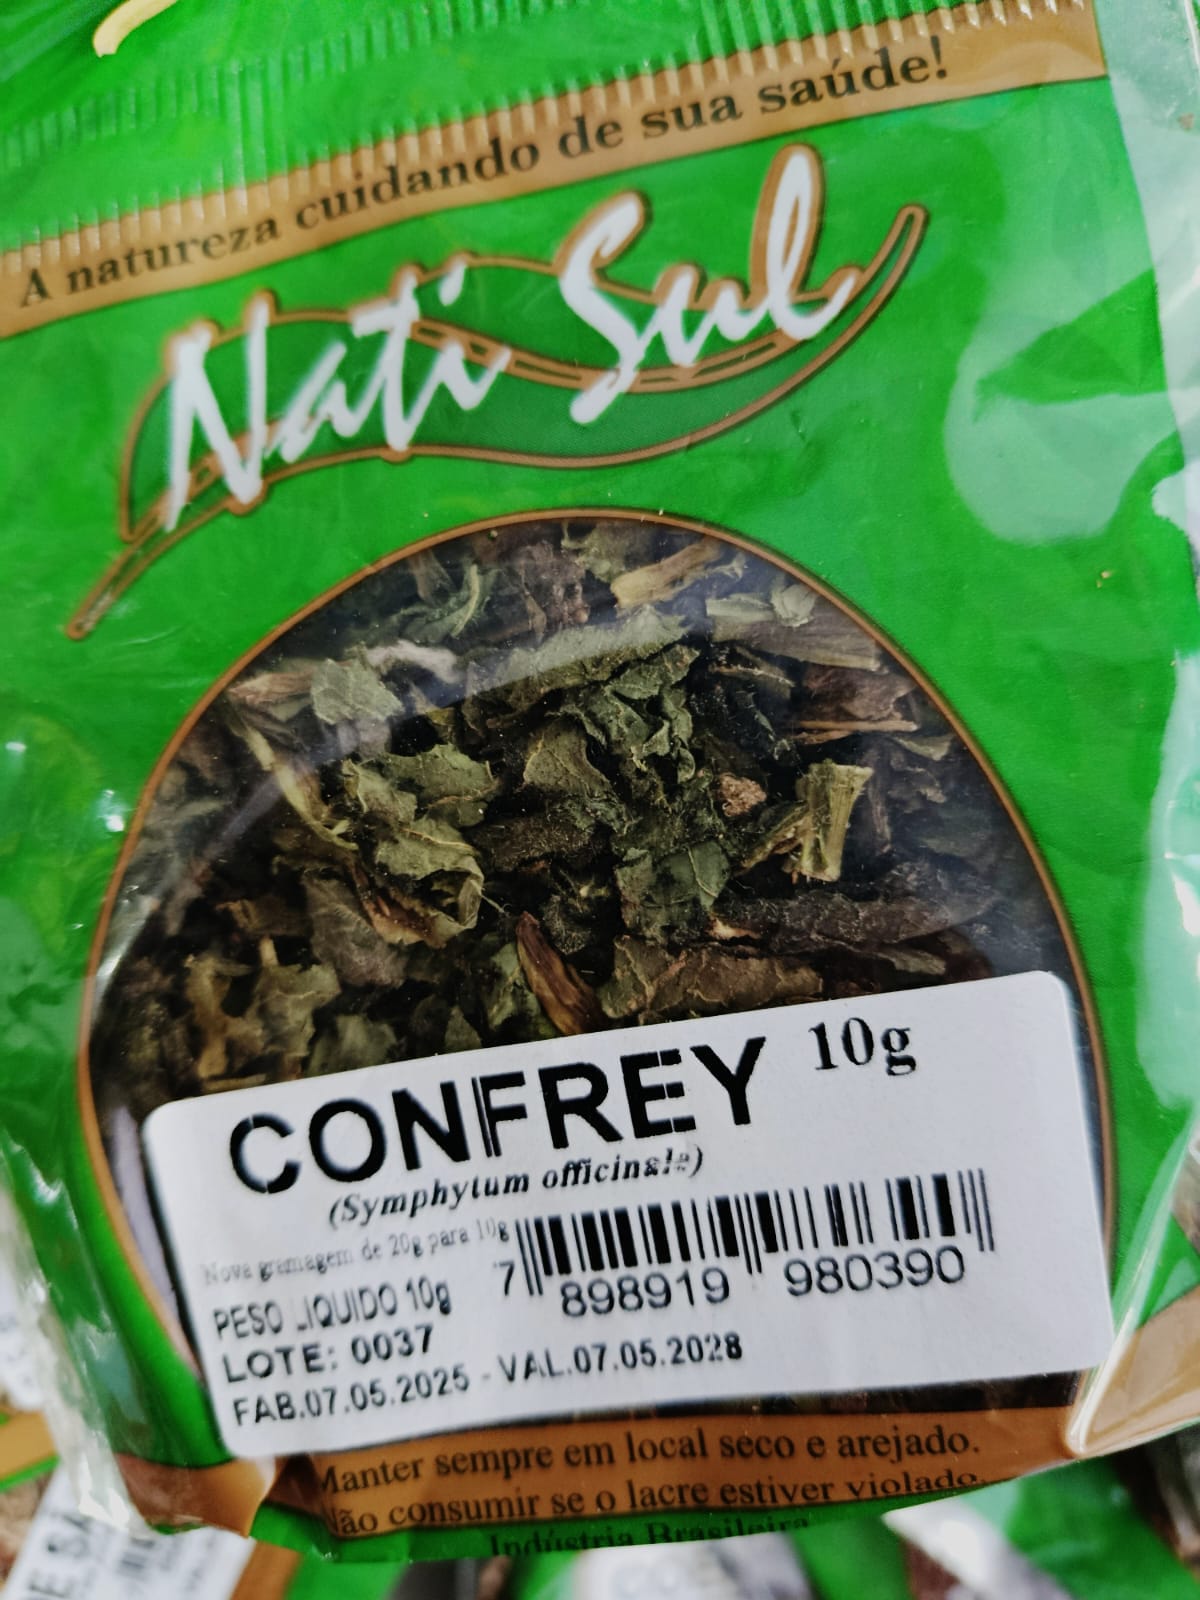 A natureza cuidando de sua saúde!
Nati Sul
CONFREY 10g
(Symphytum officinale)
Nova gramagem de 20g para 10g
PESO LIQUIDO 10g
7 898919 980390
LOTE: 0037
FAB.07.05.2025 - VAL.07.05.2028
Manter sempre em local seco e arejado.
Não consumir se o lacre estiver violado.
Indústria Brasileira